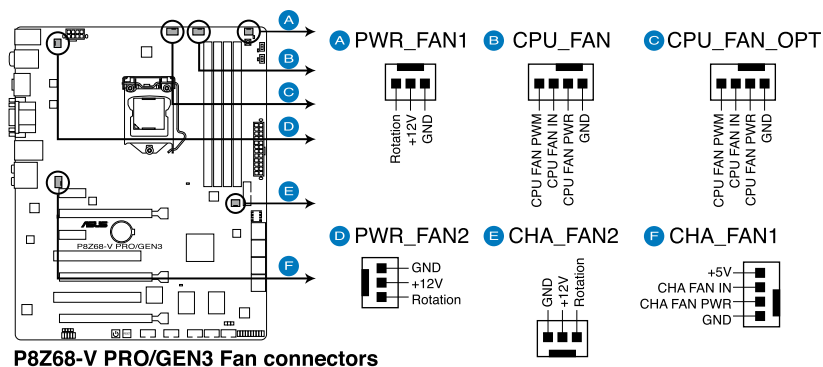 A
B
C
D
E
F
ASUS
P8Z68-V PRO/GEN3
A PWR_FAN1
Rotation
+12V
GND
B CPU_FAN
CPU FAN PWM
CPU FAN IN
CPU FAN PWR
GND
C CPU_FAN_OPT
CPU FAN PWM
CPU FAN IN
CPU FAN PWR
GND
D PWR_FAN2
GND
+12V
Rotation
E CHA_FAN2
GND
+12V
Rotation
F CHA_FAN1
+5V
CHA FAN IN
CHA FAN PWR
GND
P8Z68-V PRO/GEN3 Fan connectors